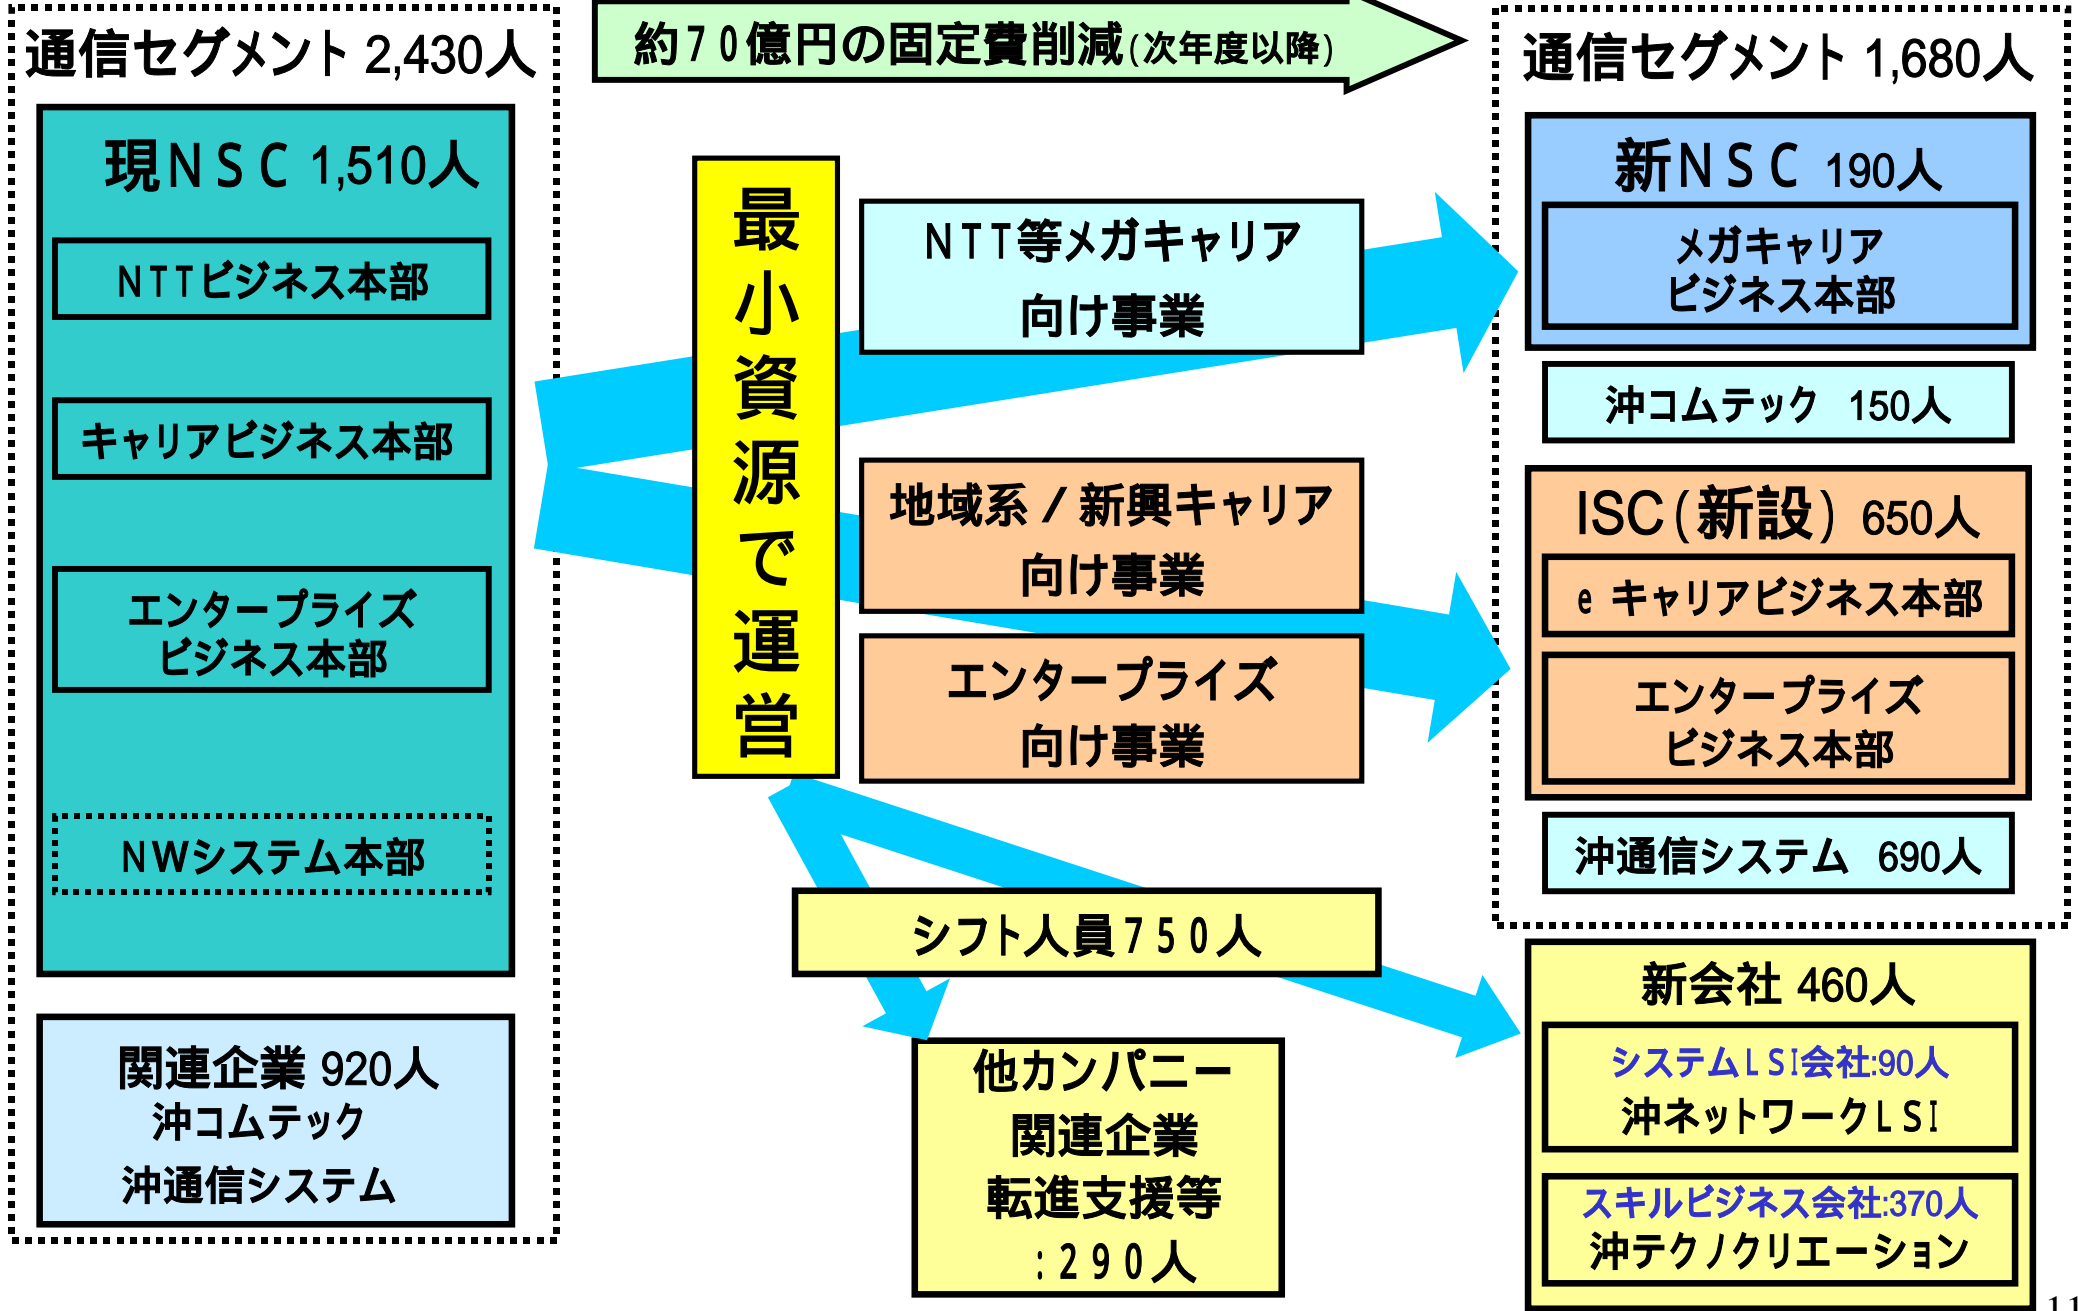 通信セグメント 2,430人
現ＮＳＣ 1,510人
ＮＴＴビジネス本部
キャリアビジネス本部
エンタープライズ
ビジネス本部
ＮＷシステム本部
関連企業 920人
沖コムテック
沖通信システム
約７０億円の固定費削減(次年度以降)
最小資源で運営
ＮＴＴ等メガキャリア
向け事業
地域系／新興キャリア
向け事業
エンタープライズ
向け事業
シフト人員７５０人
他カンパニー
関連企業
転進支援等
：２９０人
通信セグメント 1,680人
新ＮＳＣ 190人
メガキャリア
ビジネス本部
沖コムテック 150人
ISC(新設) 650人
e キャリアビジネス本部
エンタープライズ
ビジネス本部
沖通信システム 690人
新会社 460人
システムＬＳＩ会社:90人
沖ネットワークＬＳＩ
スキルビジネス会社:370人
沖テクノクリエーション
11